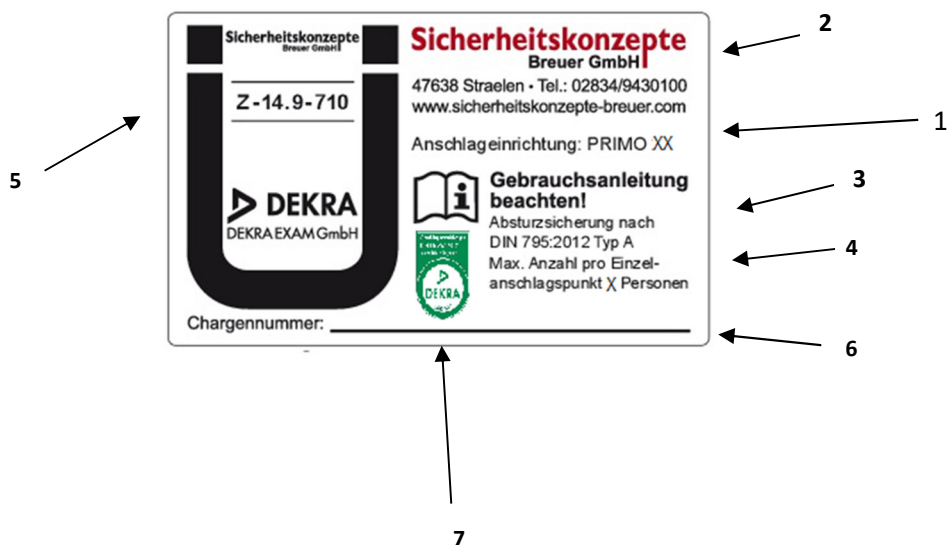 Sicherheitskonzepte
Breuer GmbH
Z-14.9-710
DEKRA
DEKRA EXAM GmbH
Sicherheitskonzepte
Breuer GmbH
47638 Straelen • Tel.: 02834/9430100
www.sicherheitskonzepte-breuer.com
Anschlageinrichtung: PRIMO XX
Gebrauchsanleitung
beachten!
Absturzsicherung nach
DIN 795:2012 Typ A
Max. Anzahl pro Einzel-
anschlagspunkt X Personen
DEKRA
Chargennummer:
2
1
5
3
4
6
7